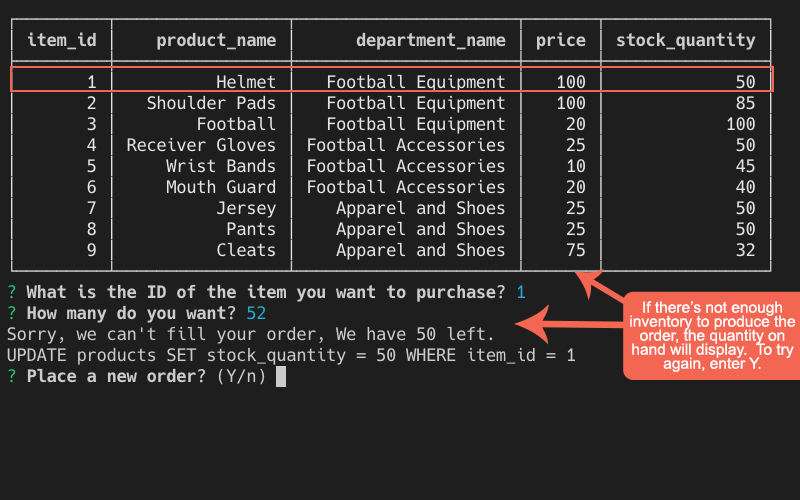 item_id product_name department_name price stock_quantity
1 Helmet Football Equipment 100 50
2 Shoulder Pads Football Equipment 100 85
3 Football Football Equipment 20 100
4 Receiver Gloves Football Accessories 25 50
5 Wrist Bands Football Accessories 10 45
6 Mouth Guard Football Accessories 20 40
7 Jersey Apparel and Shoes 25 50
8 Pants Apparel and Shoes 25 50
9 Cleats Apparel and Shoes 75 32
? What is the ID of the item you want to purchase? 1
? How many do you want? 52
Sorry, we can't fill your order, We have 50 left.
UPDATE products SET stock_quantity = 50 WHERE item_id = 1
? Place a new order? (Y/n)
If there's not enough
inventory to produce the
order, the quantity on
hand will display. To try
again, enter Y.